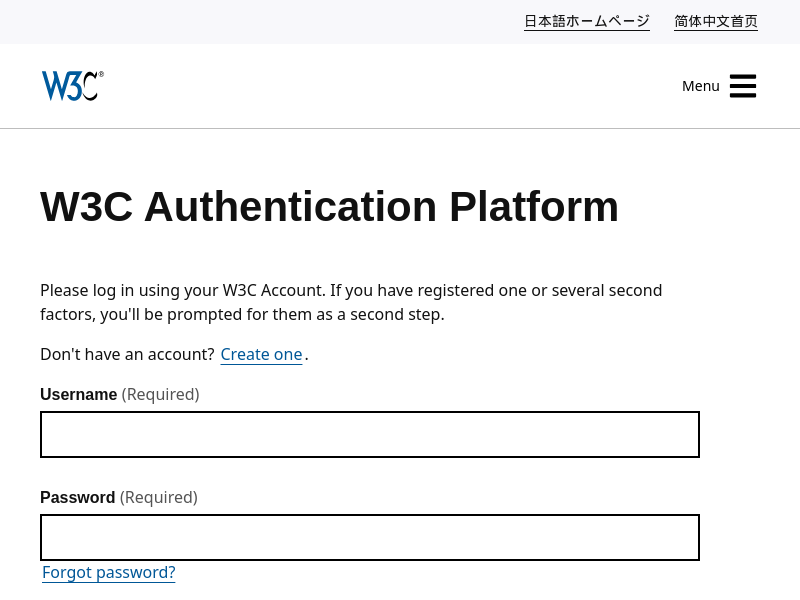 日本語ホームページ 简体中文首页
W3C®
Menu
W3C Authentication Platform
Please log in using your W3C Account. If you have registered one or several second
factors, you'll be prompted for them as a second step.
Don't have an account? Create one.
Username (Required)
Password (Required)
Forgot password?